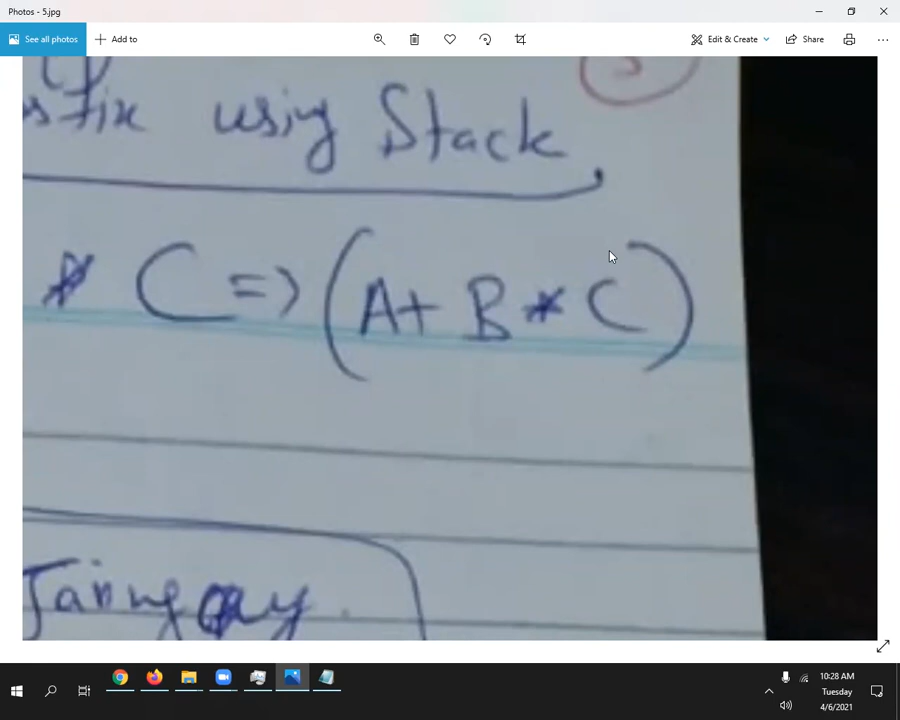 Photos - 5.jpg
See all photos
Add to
Edit & Create
Share
using Stack
* C => (A+ B * C)
10:28 AM
Tuesday
4/6/2021